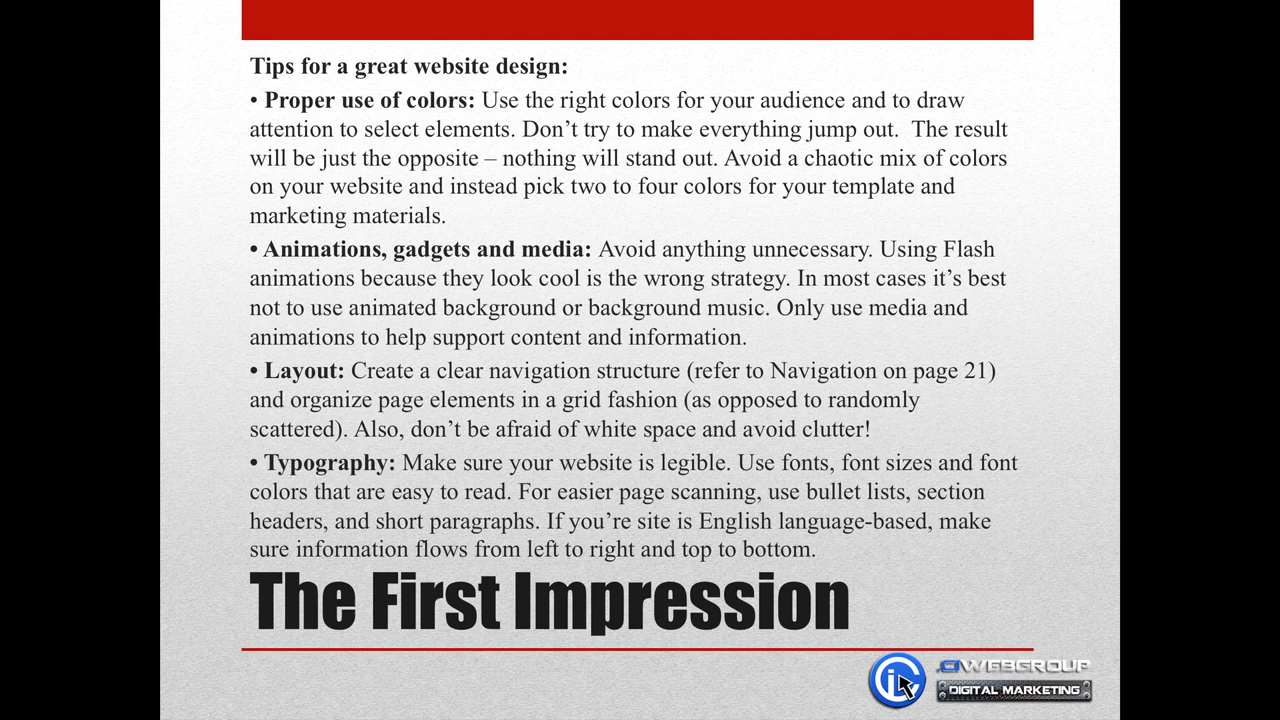 Tips for a great website design:
• Proper use of colors: Use the right colors for your audience and to draw
attention to select elements. Don’t try to make everything jump out.  The result
will be just the opposite – nothing will stand out. Avoid a chaotic mix of colors
on your website and instead pick two to four colors for your template and
marketing materials.
• Animations, gadgets and media: Avoid anything unnecessary. Using Flash
animations because they look cool is the wrong strategy. In most cases it’s best
not to use animated background or background music. Only use media and
animations to help support content and information.
• Layout: Create a clear navigation structure (refer to Navigation on page 21)
and organize page elements in a grid fashion (as opposed to randomly
scattered). Also, don’t be afraid of white space and avoid clutter!
• Typography: Make sure your website is legible. Use fonts, font sizes and font
colors that are easy to read. For easier page scanning, use bullet lists, section
headers, and short paragraphs. If you’re site is English language-based, make
sure information flows from left to right and top to bottom.
The First Impression
CIWEBGROUP
DIGITAL MARKETING